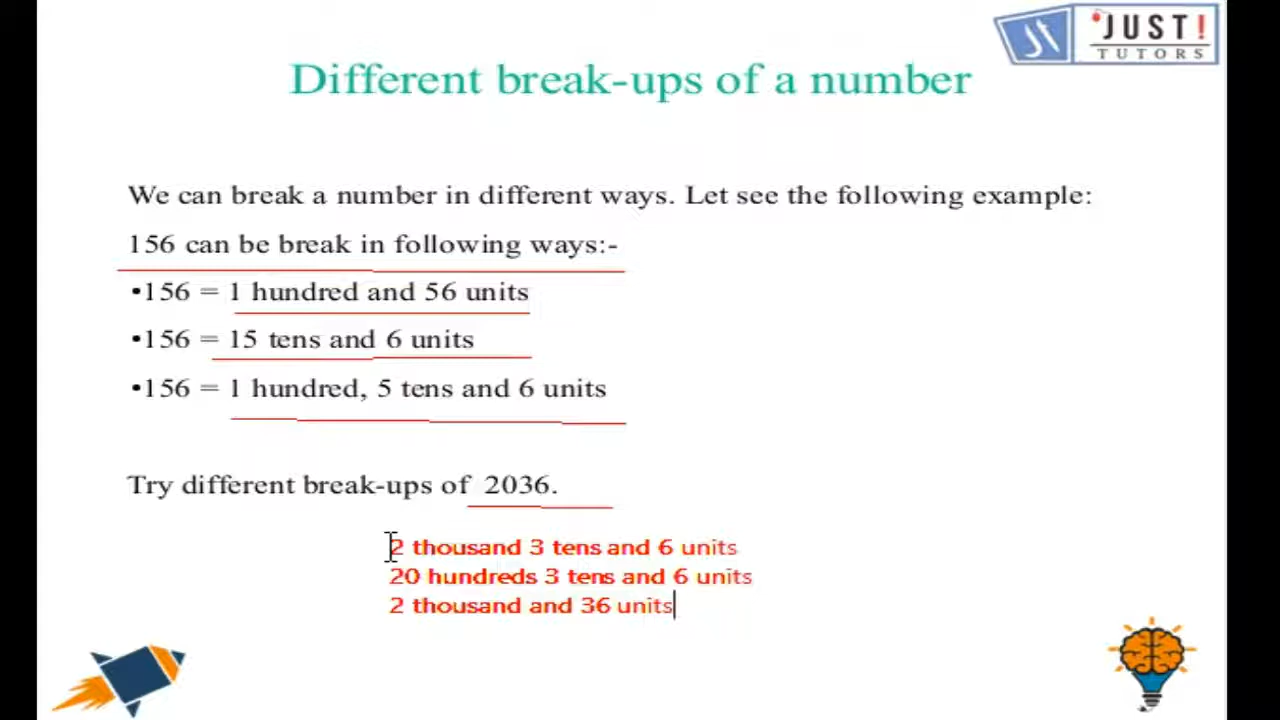 JUST!
TUTORS
Different break-ups of a number
We can break a number in different ways. Let see the following example:
156 can be break in following ways:-
•156 = 1 hundred and 56 units
•156 = 15 tens and 6 units
•156 = 1 hundred, 5 tens and 6 units
Try different break-ups of 2036.
2 thousand 3 tens and 6 units
20 hundreds 3 tens and 6 units
2 thousand and 36 units